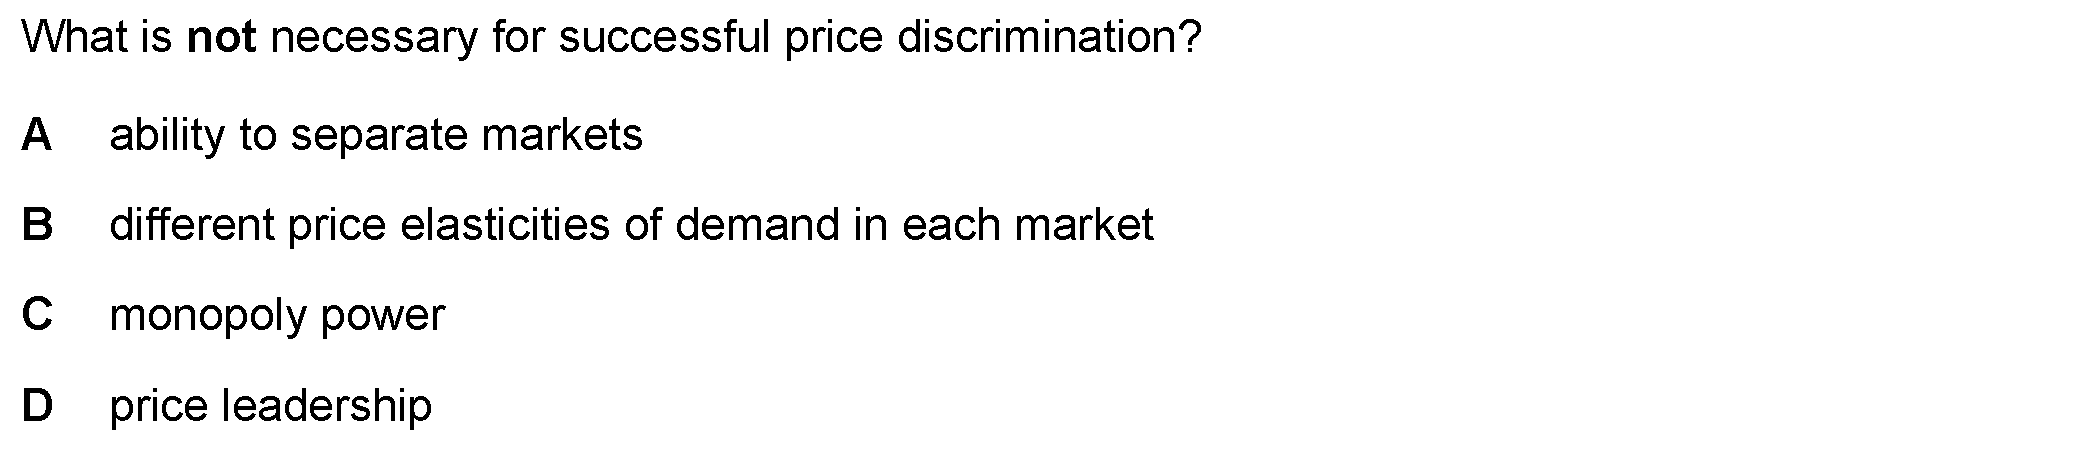 What is not necessary for successful price discrimination?
A ability to separate markets
B different price elasticities of demand in each market
C monopoly power
D price leadership